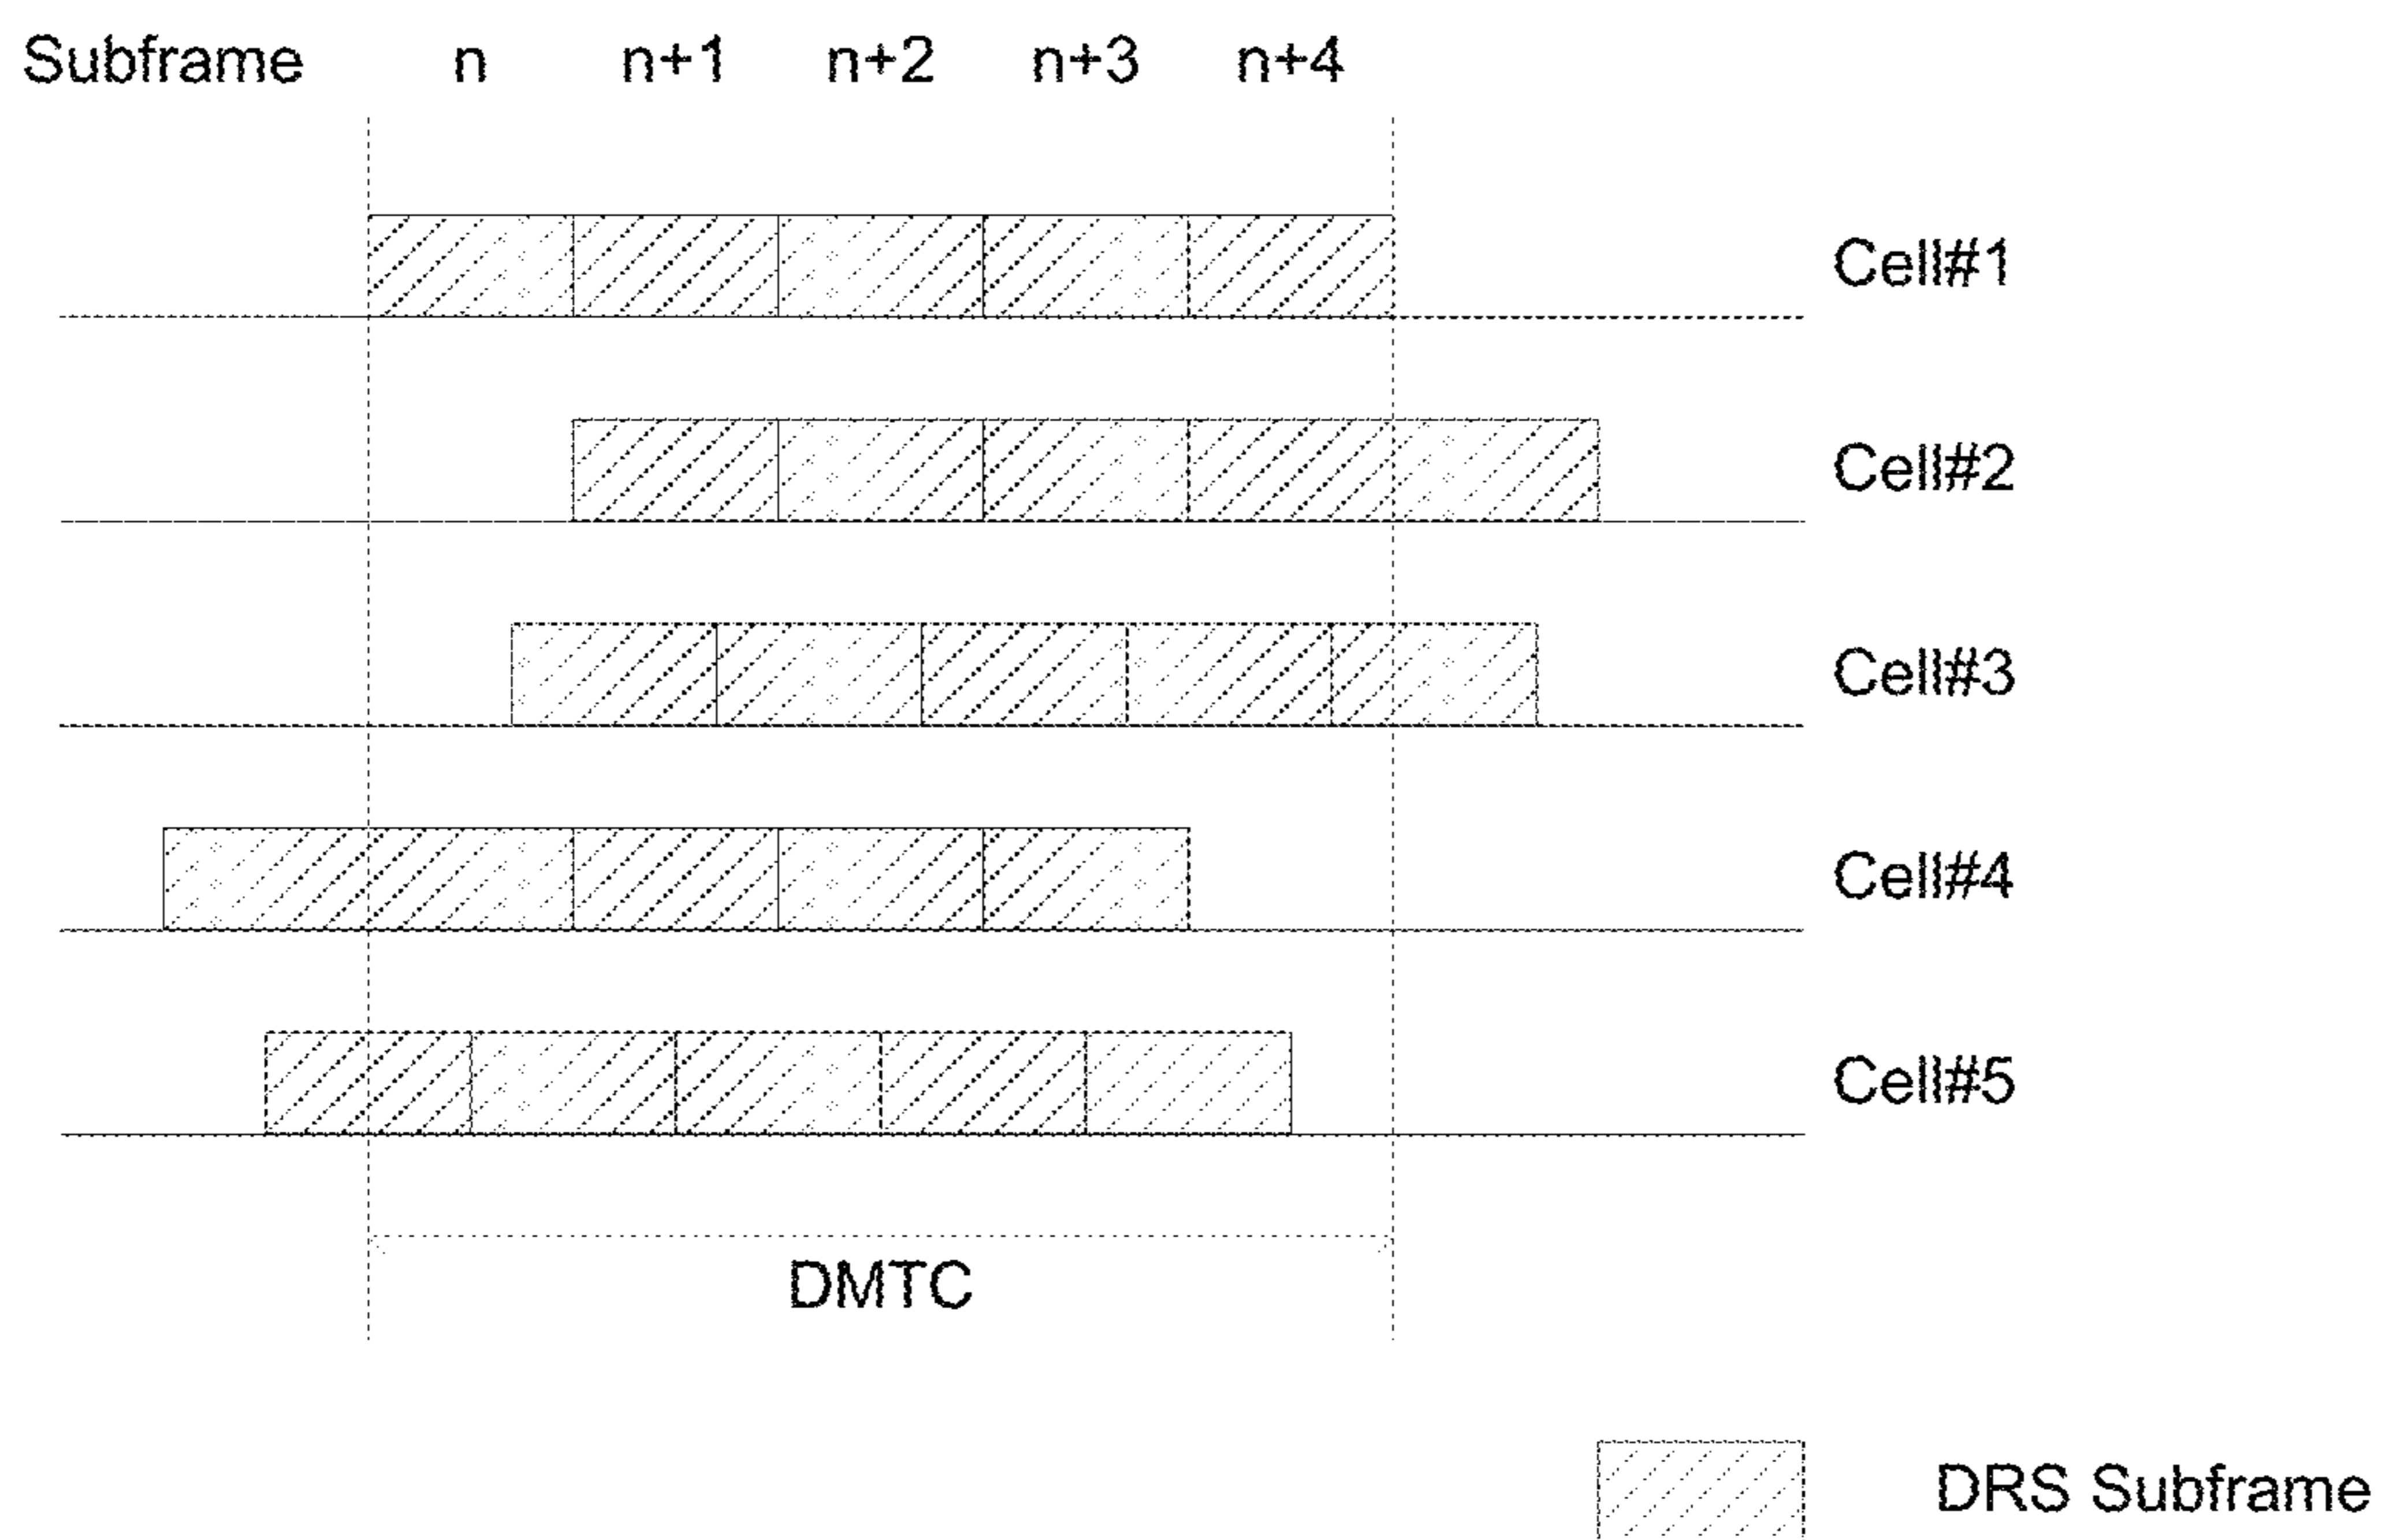 Subframe n n+1 n+2 n+3 n+4
Cell#1
Cell#2
Cell#3
Cell#4
Cell#5
DMTC
DRS Subframe